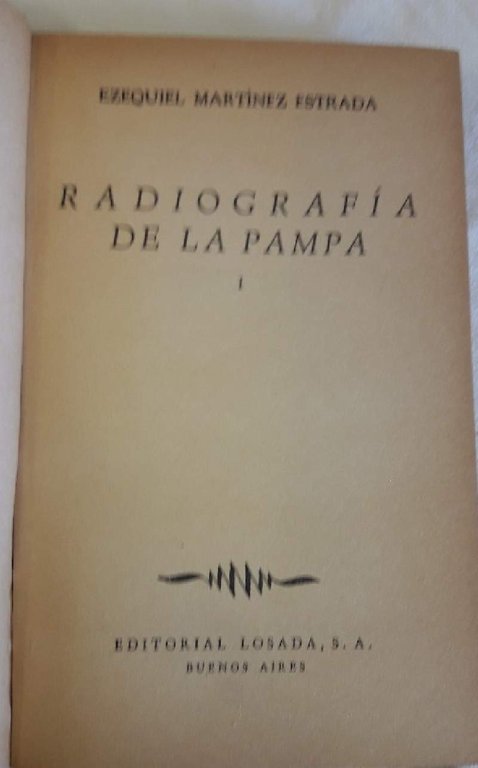 EZEQUIEL MARTÍNEZ ESTRADA
RADIOGRAFÍA
DE LA PAMPA
I
EDITORIAL LOSADA, S. A.
BUENOS AIRES